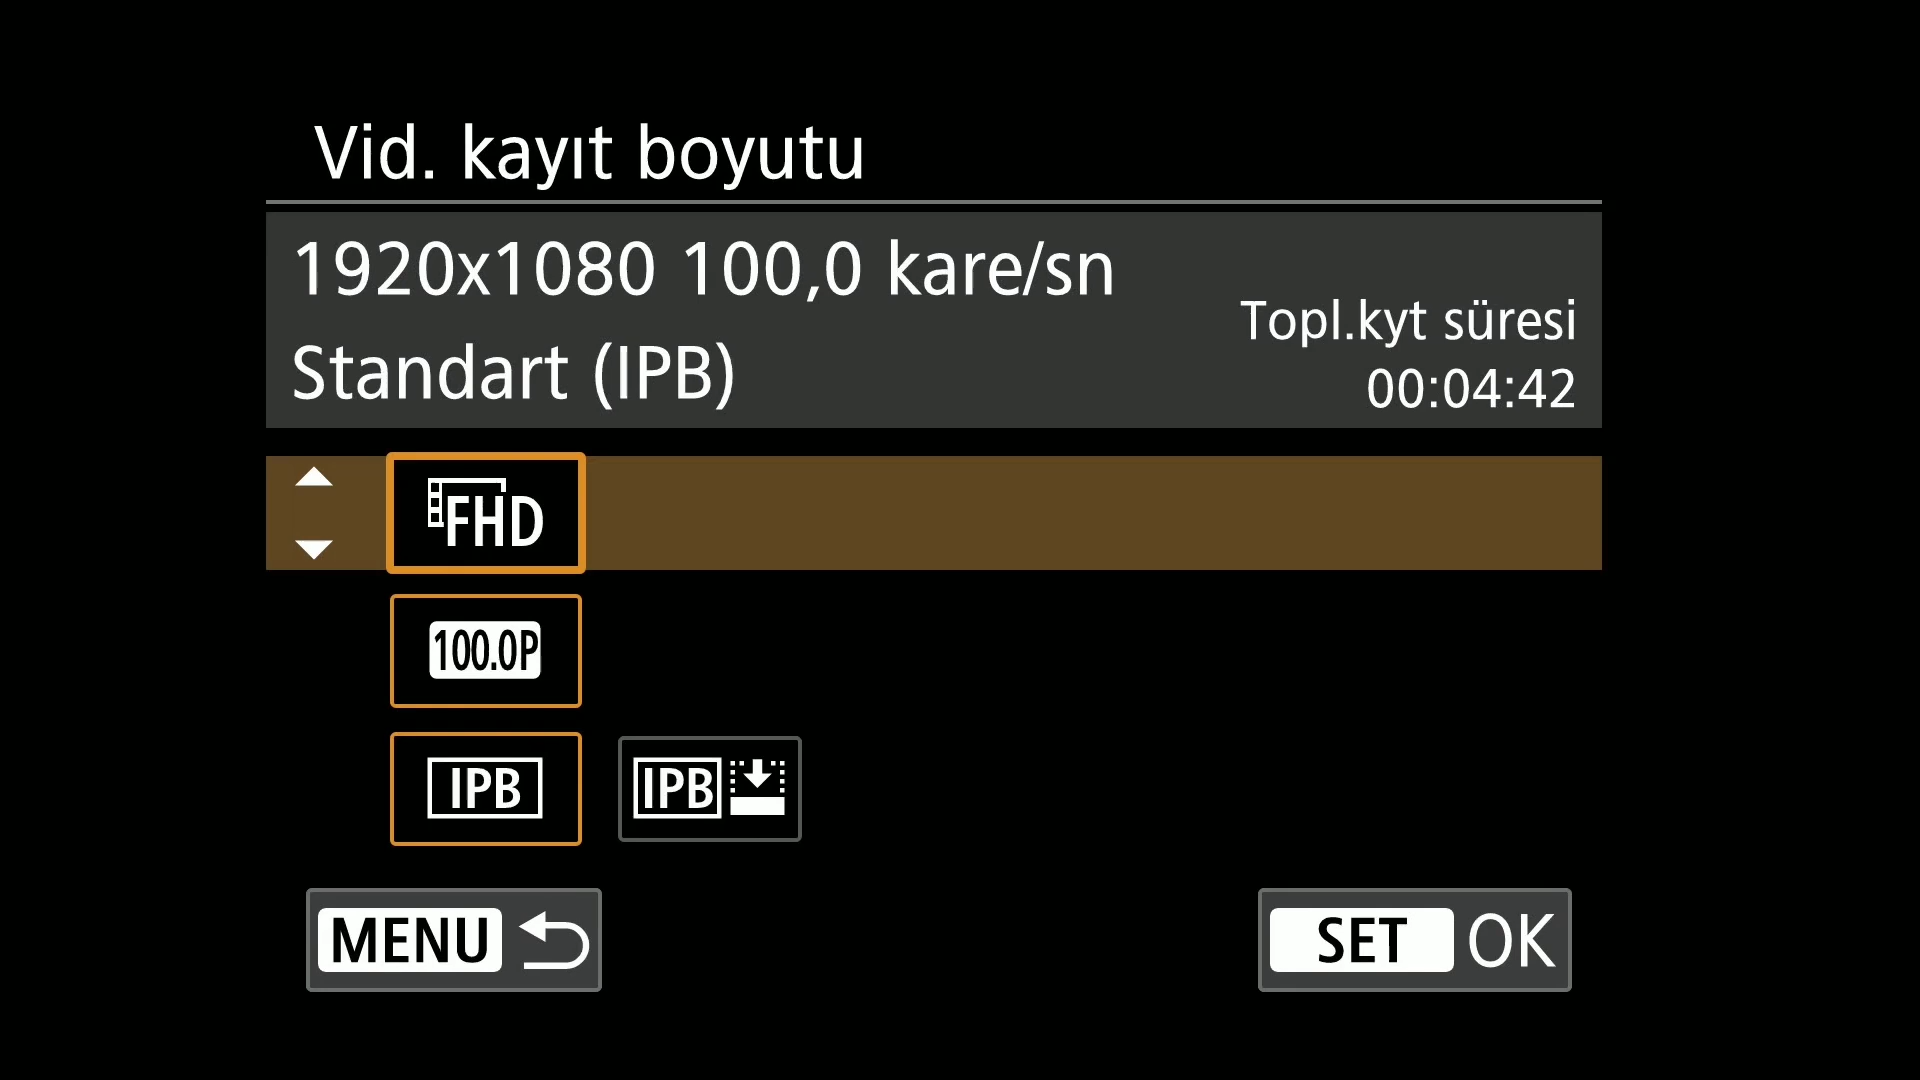 Vid. kayıt boyutu
1920x1080 100,0 kare/sn
Standart (IPB)
Topl.kyt süresi
00:04:42
FHD
100.0P
IPB
IPB
MENU
SET OK